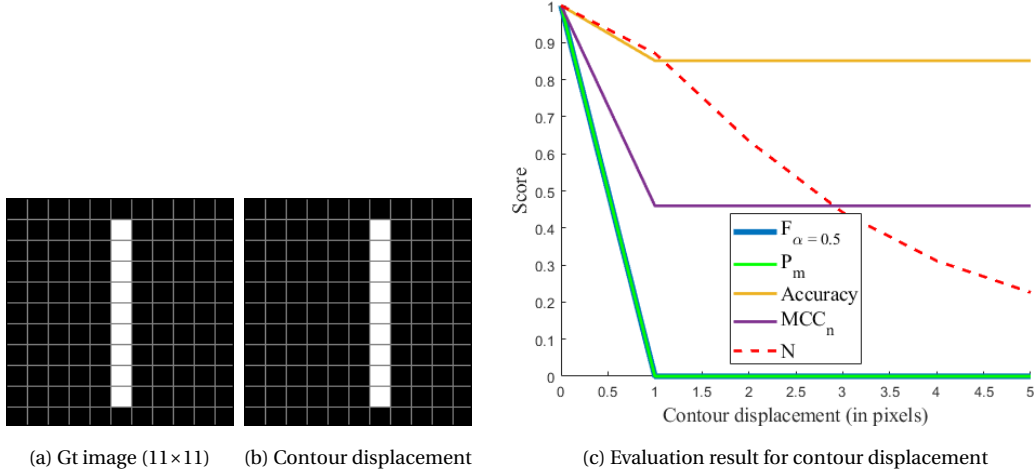 1
0.9
0.8
0.7
0.6
0.5
0.4
0.3
0.2
0.1
0
Score
F α = 0.5
P m
Accuracy
MCC n
N
0 0.5 1 1.5 2 2.5 3 3.5 4 4.5 5
Contour displacement (in pixels)
(a) Gt image (11×11)
(b) Contour displacement
(c) Evaluation result for contour displacement